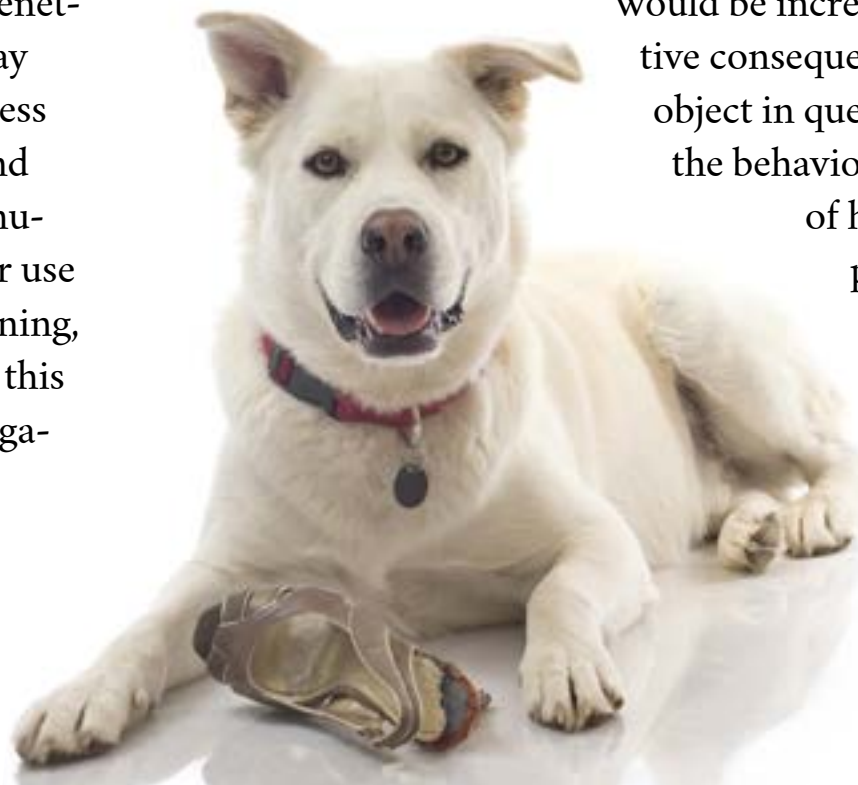 enet-
ay
ess
nd
nu-
r use
ning,
this
ga-
would be incre
tive conseque
object in que
the behavio
of h
p